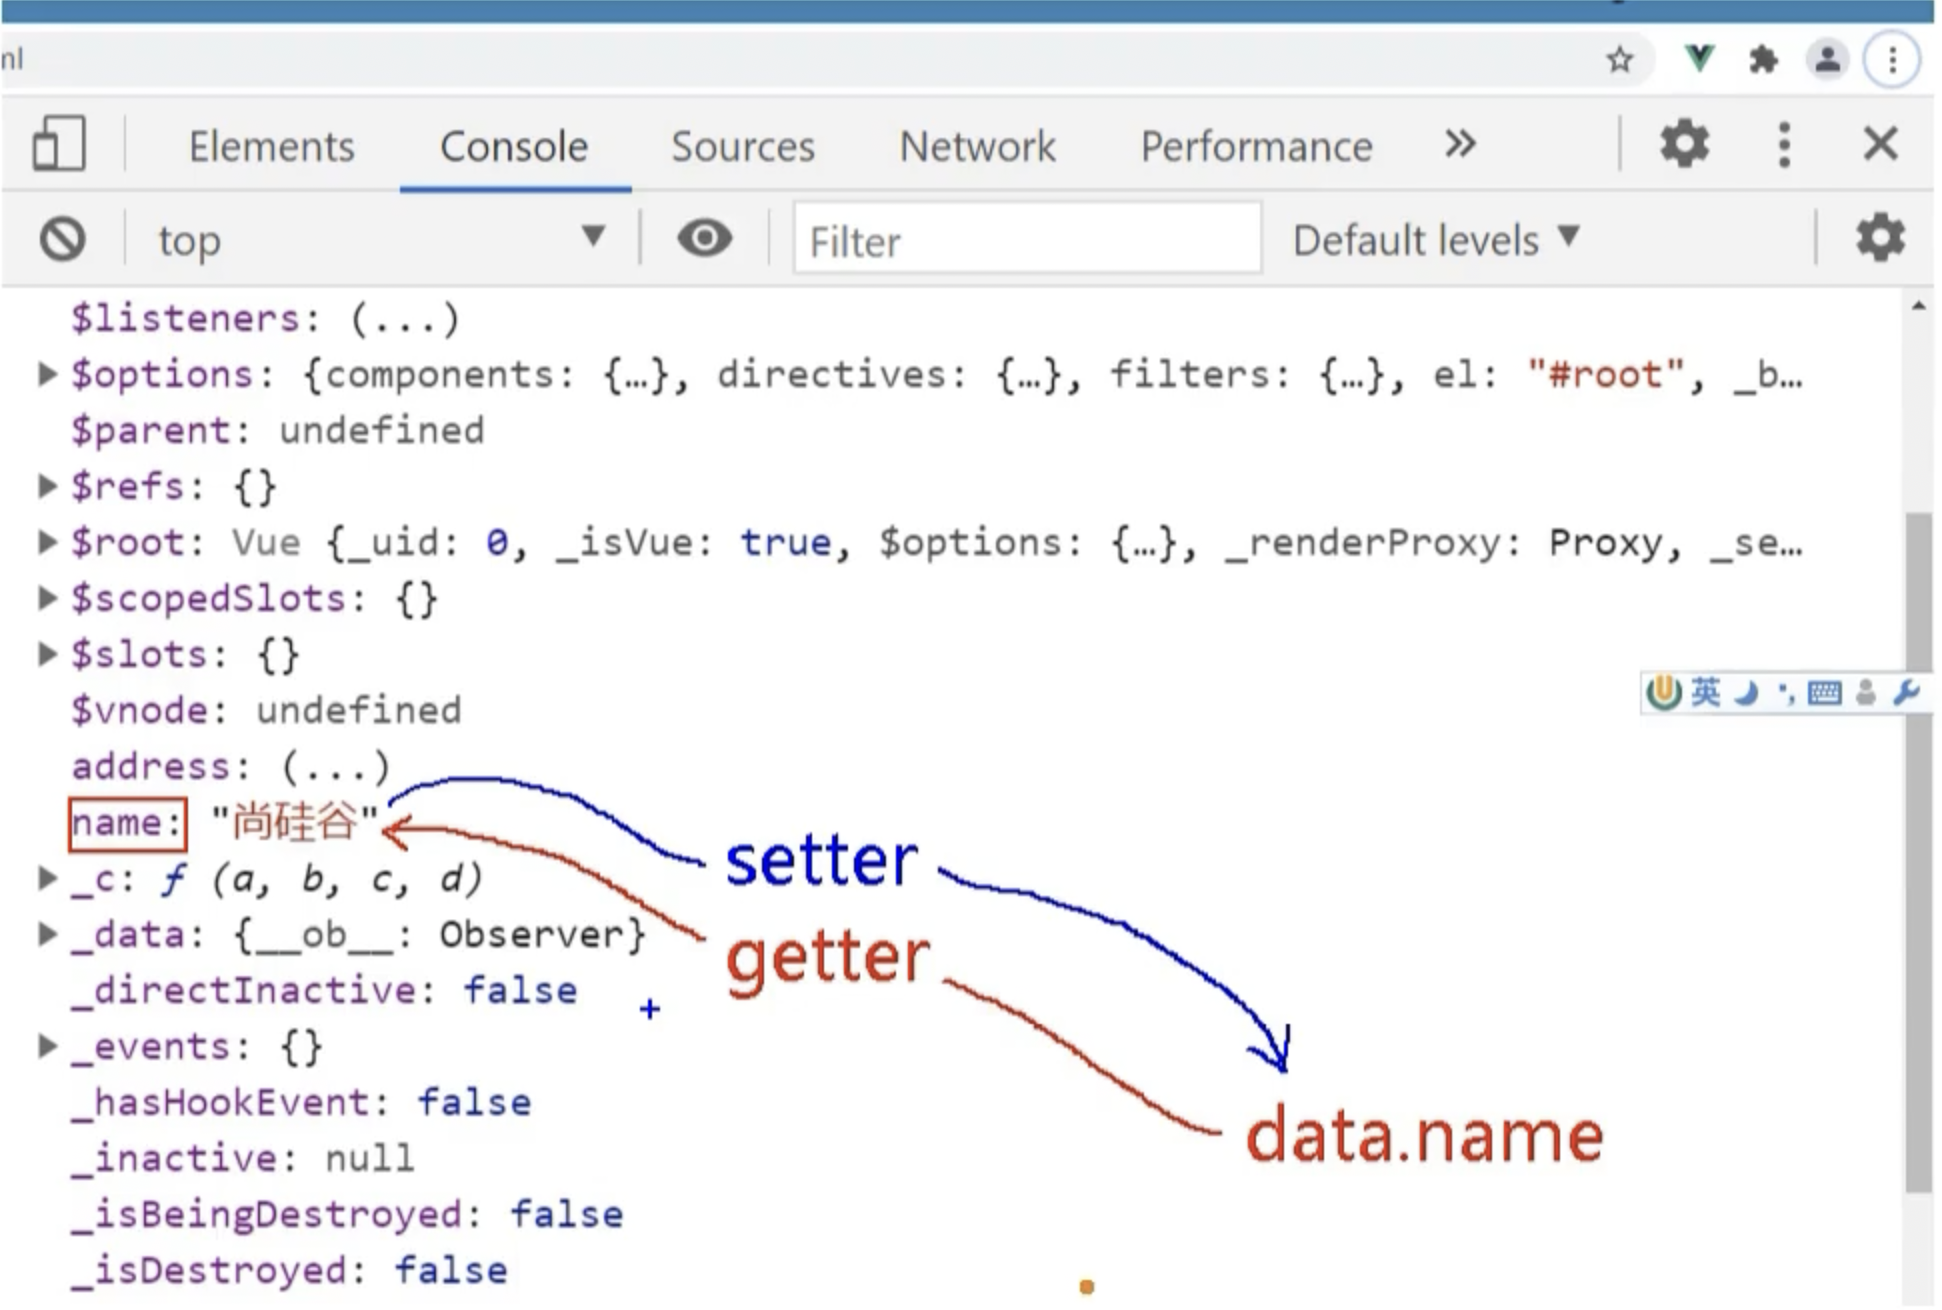 ml
Elements Console Sources Network Performance
top Filter Default levels
$listeners: (...)
$options: {components: {…}, directives: {…}, filters: {…}, el: "#root", _b…
$parent: undefined
$refs: {}
$root: Vue {_uid: 0, _isVue: true, $options: {…}, _renderProxy: Proxy, _se…
$scopedSlots: {}
$slots: {}
英
$vnode: undefined
address: (...)
name: "尚硅谷"
setter
_c: ƒ (a, b, c, d)
_data: {__ob__: Observer}
getter
_directInactive: false
_events: {}
_hasHookEvent: false
data.name
_inactive: null
_isBeingDestroyed: false
_isDestroyed: false